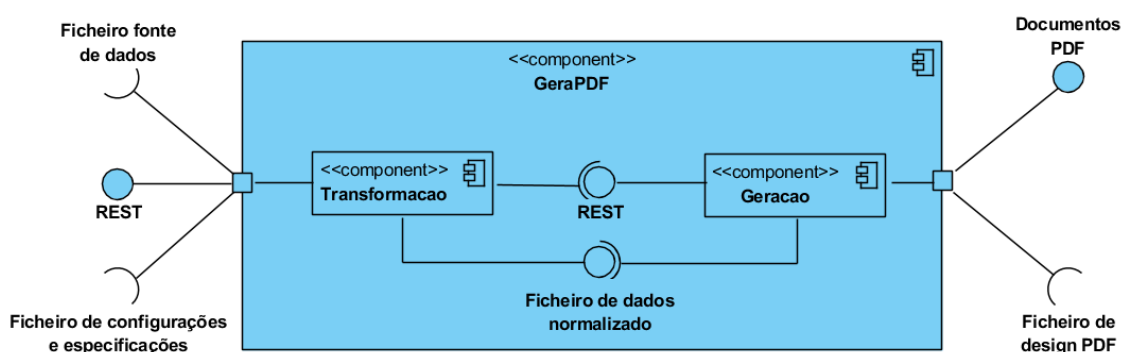 Ficheiro fonte
de dados
REST
Ficheiro de configurações
e especificações
<<component>>
GeraPDF
<<component>>
Transformacao
REST
<<component>>
Geracao
Ficheiro de dados
normalizado
Documentos
PDF
Ficheiro de
design PDF